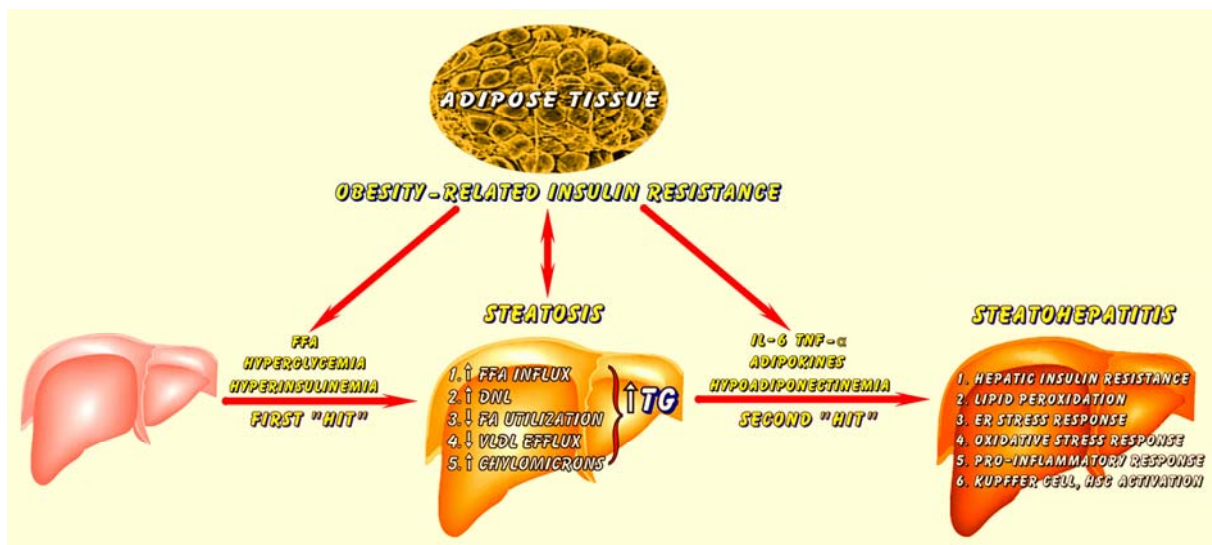 ADIPOSE TISSUE
OBESITY-RELATED INSULIN RESISTANCE
FFA
HYPERGLYCEMIA
HYPERINSULINEMIA
FIRST "HIT"
STEATOSIS
1.↑ FFA INFLUX
2.↑ DNL
3.↓ FA UTILIZATION
4.↓ VLDL EFFLUX
5.↑ CHYLOMICRONS
↑TG
IL-6 TNF-α
ADIPOKINES
HYPOADIPONECTINEMIA
SECOND "HIT"
STEATOHEPATITIS
1. HEPATIC INSULIN RESISTANCE
2. LIPID PEROXIDATION
3. ER STRESS RESPONSE
4. OXIDATIVE STRESS RESPONSE
5. PRO-INFLAMMATORY RESPONSE
6. KUPFFER CELL, HSC ACTIVATION